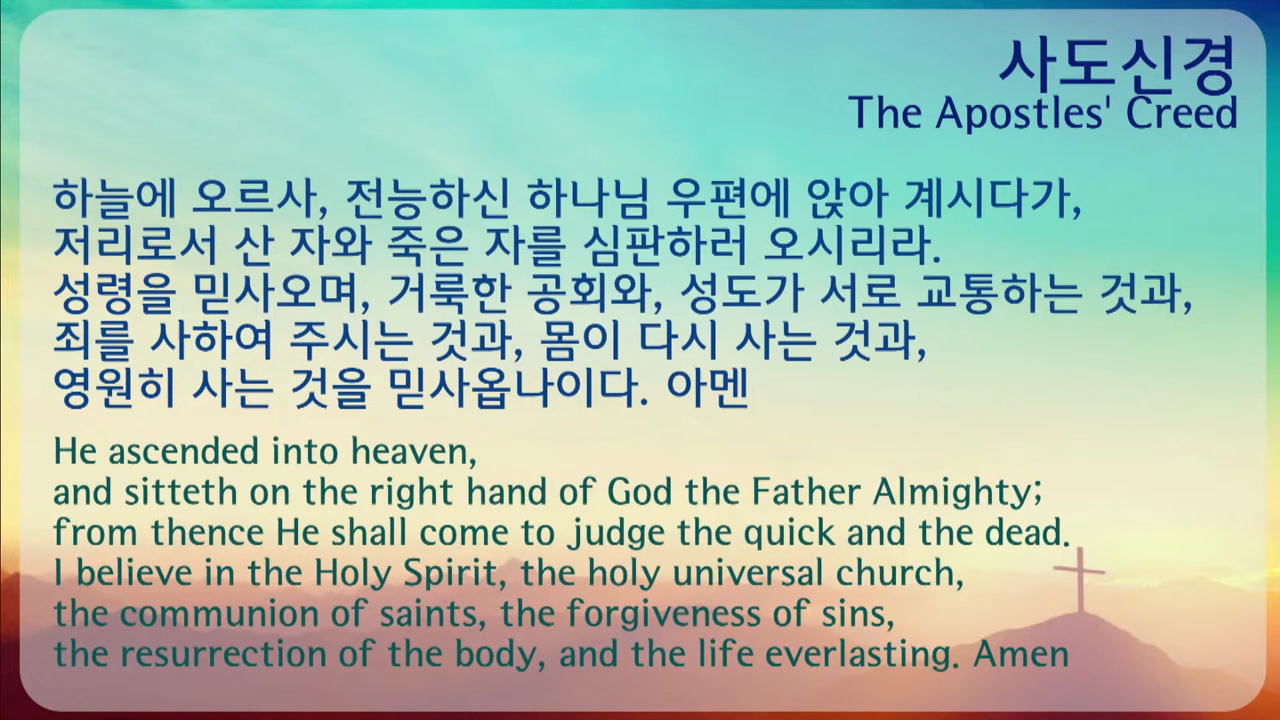 사도신경
The Apostles' Creed
하늘에 오르사, 전능하신 하나님 우편에 앉아 계시다가,
저리로서 산 자와 죽은 자를 심판하러 오시리라.
성령을 믿사오며, 거룩한 공회와, 성도가 서로 교통하는 것과,
죄를 사하여 주시는 것과, 몸이 다시 사는 것과,
영원히 사는 것을 믿사옵나이다. 아멘
He ascended into heaven,
and sitteth on the right hand of God the Father Almighty;
from thence He shall come to judge the quick and the dead.
I believe in the Holy Spirit, the holy universal church,
the communion of saints, the forgiveness of sins,
the resurrection of the body, and the life everlasting. Amen